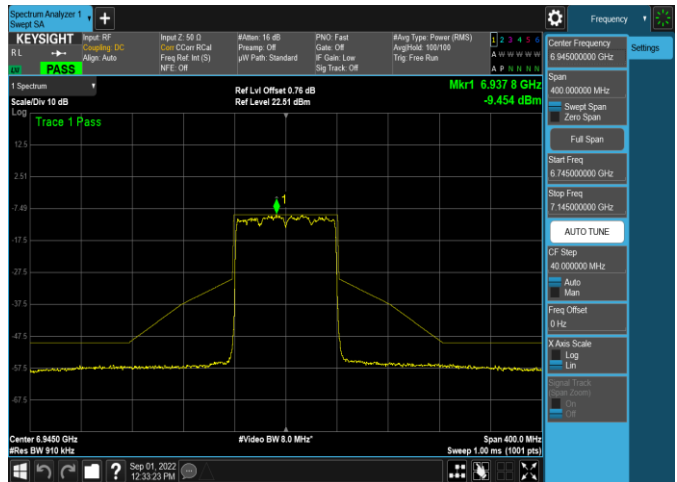 Spectrum Analyzer 1
Swept SA
+
Frequency
KEYSIGHT
RL
PASS
Input: RF
Coupling: DC
Align: Auto
Input Z: 50 Ω
Corr CCorr RCal
Freq Ref: Int (S)
NFE: Off
#Atten: 16 dB
Preamp: Off
µW Path: Standard
PNO: Fast
Gate: Off
IF Gain: Low
Sig Track: Off
#Avg Type: Power (RMS)
Avg|Hold: 100/100
Trig: Free Run
1 2 3 4 5 6
A W W W W W
A P N N N N
1 Spectrum
Scale/Div 10 dB
Log
Ref Lvl Offset 0.76 dB
Ref Level 22.51 dBm
Mkr1 6.937 8 GHz
-9.454 dBm
Trace 1 Pass
12.5
2.51
-7.49
-17.5
-27.5
-37.5
-47.5
-57.5
-67.5
1
Center 6.9450 GHz
#Res BW 910 kHz
#Video BW 8.0 MHz*
Span 400.0 MHz
Sweep 1.00 ms (1001 pts)
Sep 01, 2022
12:33:23 PM
?
Center Frequency
6.945000000 GHz
Settings
Span
400.000000 MHz
Swept Span
Zero Span
Full Span
Start Freq
6.745000000 GHz
Stop Freq
7.145000000 GHz
AUTO TUNE
CF Step
40.000000 MHz
Auto
Man
Freq Offset
0 Hz
X Axis Scale
Log
Lin
Signal Track
(Span Zoom)
On
Off